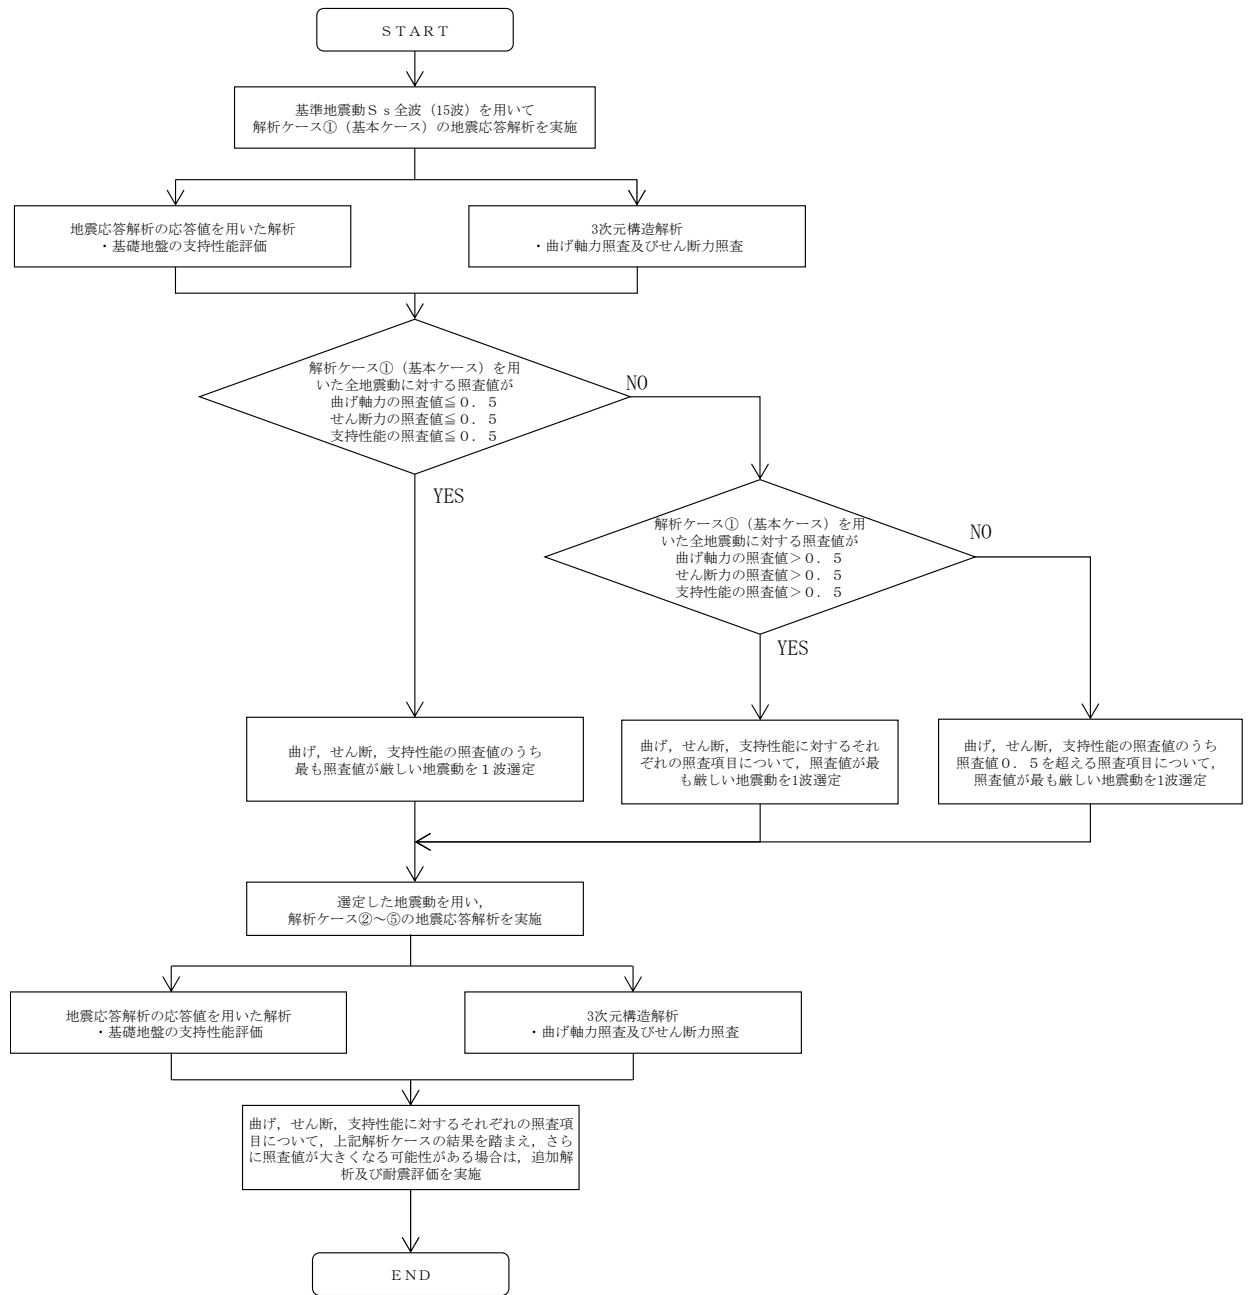 ＳＴＡＲＴ
基準地震動Ｓｓ全波（15波）を用いて
解析ケース①（基本ケース）の地震応答解析を実施
地震応答解析の応答値を用いた解析
・基礎地盤の支持性能評価
3次元構造解析
・曲げ軸力照査及びせん断力照査
解析ケース①（基本ケース）を用
いた全地震動に対する照査値が
曲げ軸力の照査値≦０．５
せん断力の照査値≦０．５
支持性能の照査値≦０．５
NO
YES
解析ケース①（基本ケース）を用
いた全地震動に対する照査値が
曲げ軸力の照査値＞０．５
せん断力の照査値＞０．５
支持性能の照査値＞０．５
NO
YES
曲げ，せん断，支持性能の照査値のうち
最も照査値が厳しい地震動を１波選定
曲げ，せん断，支持性能に対するそれ
ぞれの照査項目について，照査値が最
も厳しい地震動を1波選定
曲げ，せん断，支持性能の照査値のうち
照査値０．５を超える照査項目について，
照査値が最も厳しい地震動を1波選定
選定した地震動を用い，
解析ケース②～⑤の地震応答解析を実施
地震応答解析の応答値を用いた解析
・基礎地盤の支持性能評価
3次元構造解析
・曲げ軸力照査及びせん断力照査
曲げ，せん断，支持性能に対するそれぞれの照査項
目について，上記解析ケースの結果を踏まえ，さら
に照査値が大きくなる可能性がある場合は，追加解
析及び耐震評価を実施
ＥＮＤ